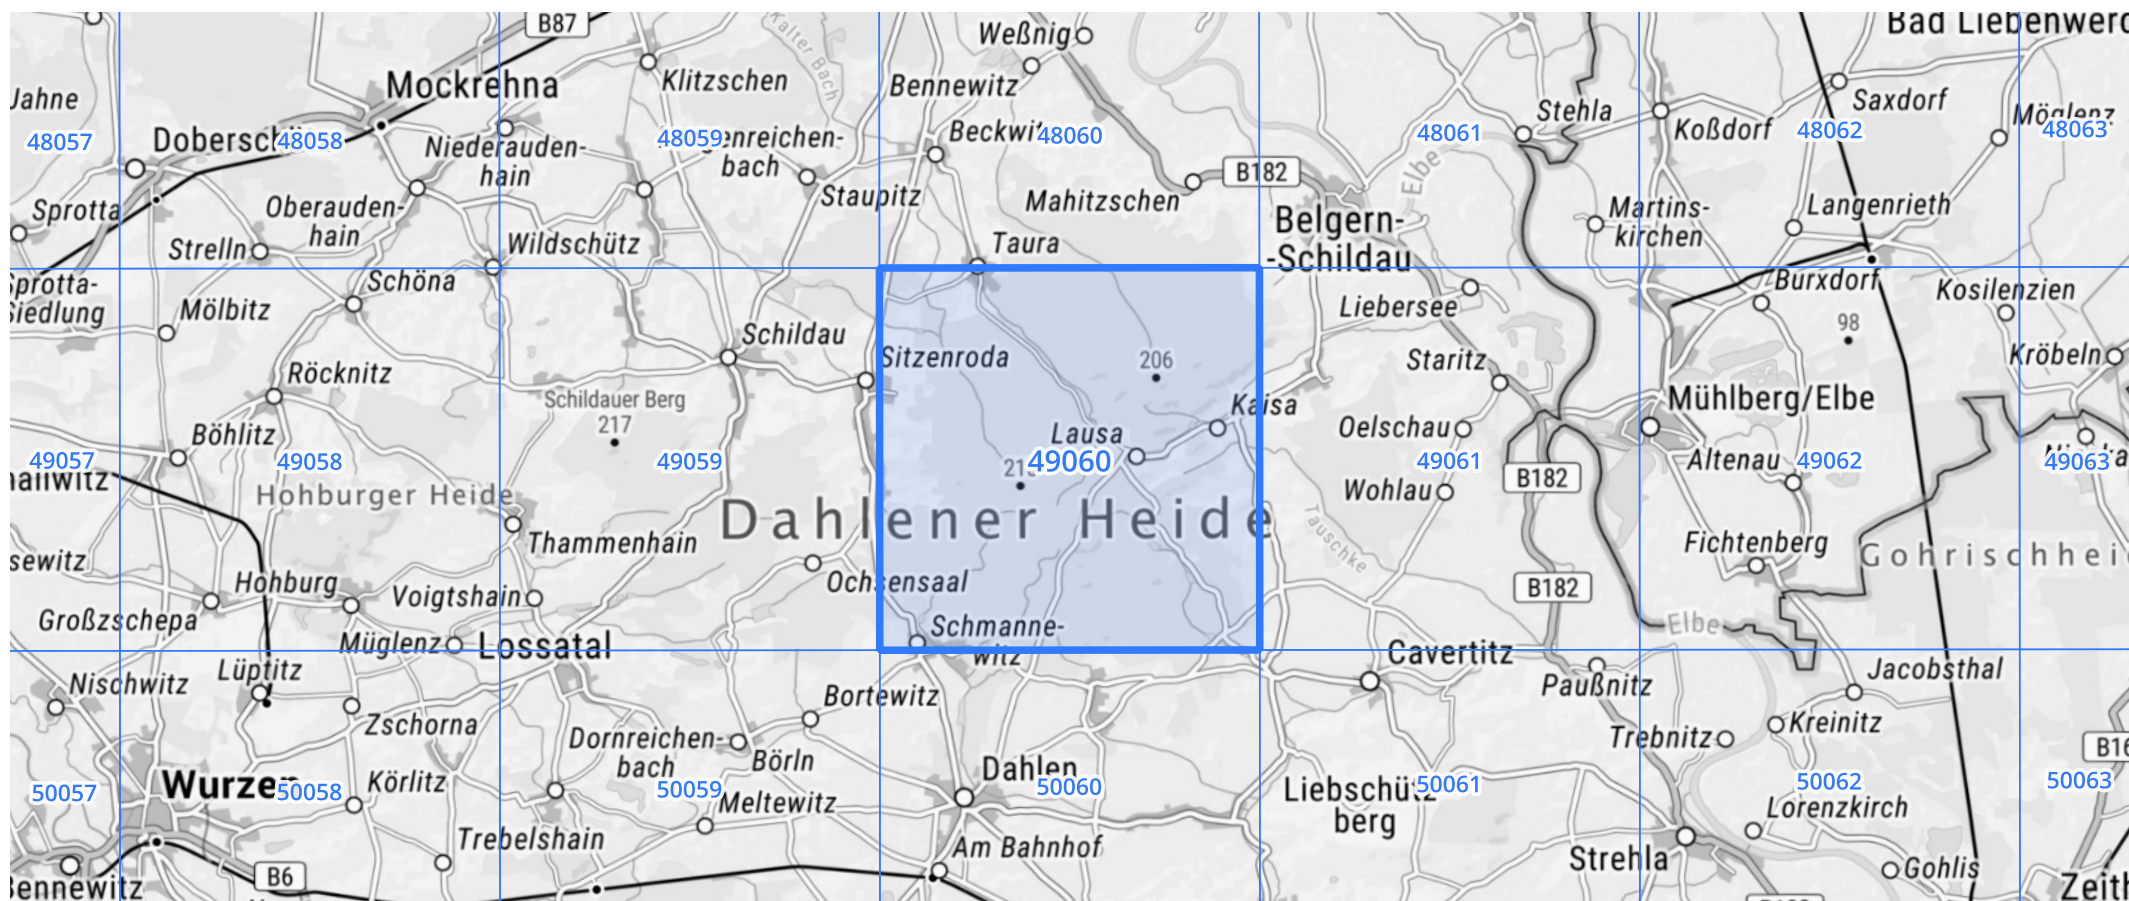 B87
Weßnig
Bad Liebenwerd
Mockrehna
Klitzschen
Kalter Bach
Bennewitz
Jahne
Saxdorf
Stehla
Möglenz
48057
48058
Niederauden-
hain
48059
bach
Staupitz
48060
48061
Koßdorf
48062
48063
B182
Elbe
Mahitzschen
Belgern-
-Schildau
Martins-
kirchen
Langenrieth
Sprotta
Oberauden-
hain
Strelln
Wildschütz
Taura
Sprotta-
Siedlung
Mölbitz
Schöna
Schildau
Liebersee
Burxdorf
Kosilenzien
98
Röcknitz
Sitzenroda
206
Staritz
Kröbeln
Schildauer Berg
217
Kaisa
Mühlberg/Elbe
Böhlitz
Lausa
Oelschau
49057
49058
49059
49060
49061
Altenau
49062
49063
Hohburger Heide
Dahlener Heide
Wohlau
B182
Tauschke
Thammenhain
Fichtenberg
Gohrischhei
sewitz
Hohburg
Voigtshain
Ochsensaal
B182
Großzschepa
Müglenz
Lossatal
Schmanne-
witz
Elbe
Cavertitz
Nischwitz
Lüptitz
Bortewitz
Paußnitz
Jacobsthal
Zschorna
Dornreichen-
bach
Börln
Trebnitz
Kreinitz
B16
Wurzen
50057
50058
Körlitz
50059
Meltewitz
Dahlen
50060
Liebschütz
berg
50061
50062
50063
Lorenzkirch
Trebelshain
Am Bahnhof
Strehla
Gohlis
B6
Bennewitz
Zeith